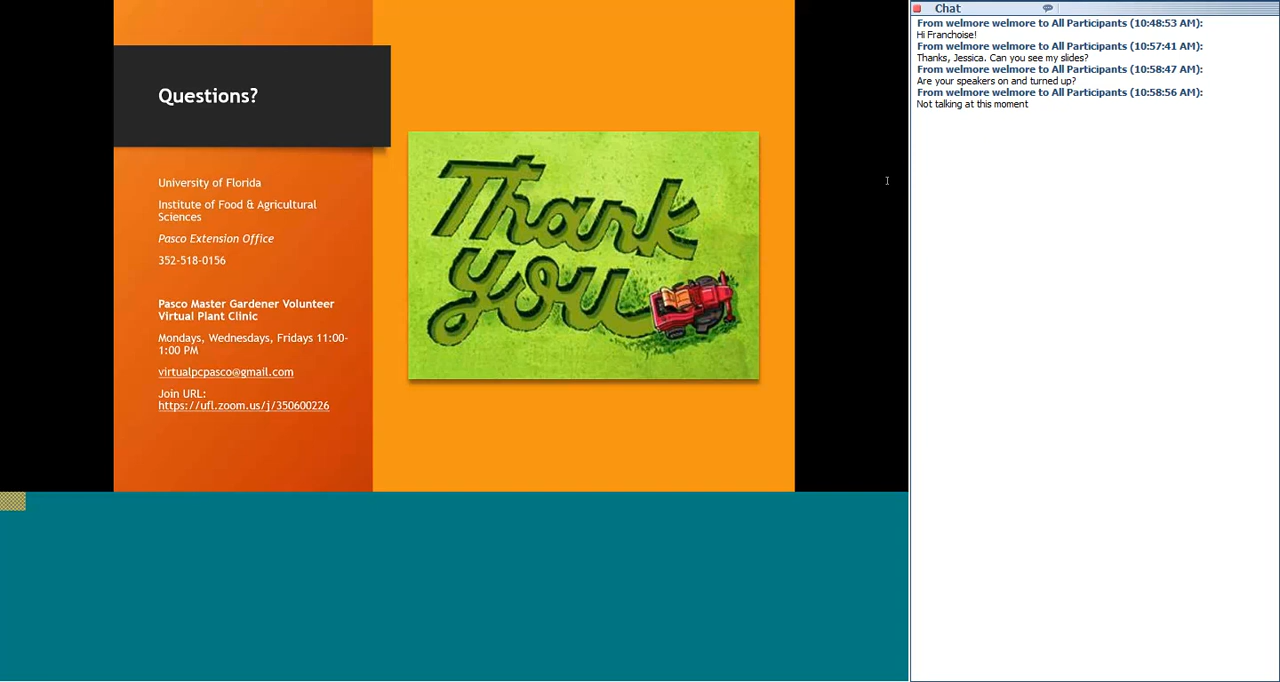 Questions?
University of Florida
Institute of Food & Agricultural
Sciences
Pasco Extension Office
352-518-0156
Pasco Master Gardener Volunteer
Virtual Plant Clinic
Mondays, Wednesdays, Fridays 11:00-
1:00 PM
virtualpcpasco@gmail.com
Join URL:
https://ufl.zoom.us/j/350600226
Thank
you
Chat
From welmore welmore to All Participants (10:48:53 AM):
Hi Franchoise!
From welmore welmore to All Participants (10:57:41 AM):
Thanks, Jessica. Can you see my slides?
From welmore welmore to All Participants (10:58:47 AM):
Are your speakers on and turned up?
From welmore welmore to All Participants (10:58:56 AM):
Not talking at this moment